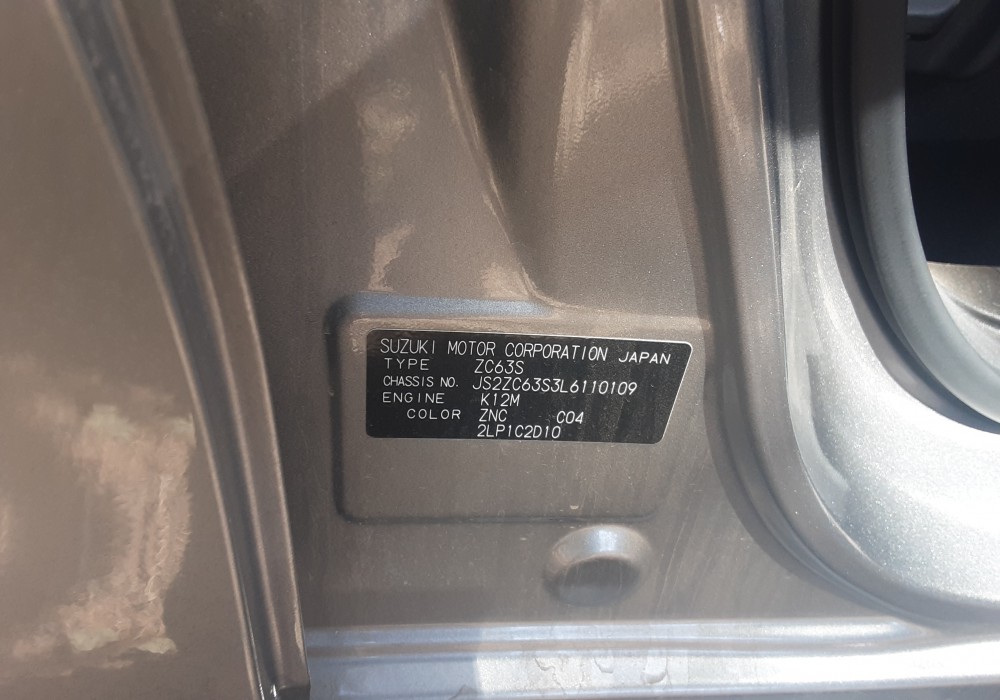 SUZUKI MOTOR CORPORATION JAPAN
TYPE ZC63S
CHASSIS NO. JS2ZC63S3L6110109
ENGINE K12M
COLOR ZNC C04
2LP1C2D10